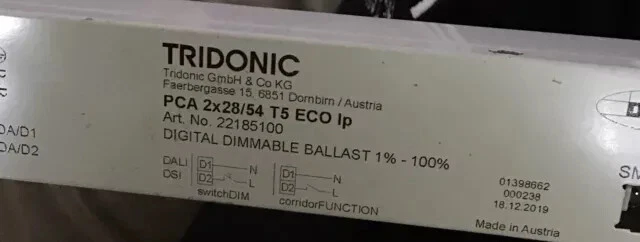 TRIDONIC
Tridonic GmbH & Co KG
Faerbergasse 15, 6851 Dornbirn / Austria
PCA 2x28/54 T5 ECO lp
Art. No. 22185100
DIGITAL DIMMABLE BALLAST 1% - 100%
DA/D1
DA/D2
DALI D1 N D1 N
DSI D2 L D2 L
switchDIM corridorFUNCTION
01398662
000238
18.12.2019
Made in Austria
SM